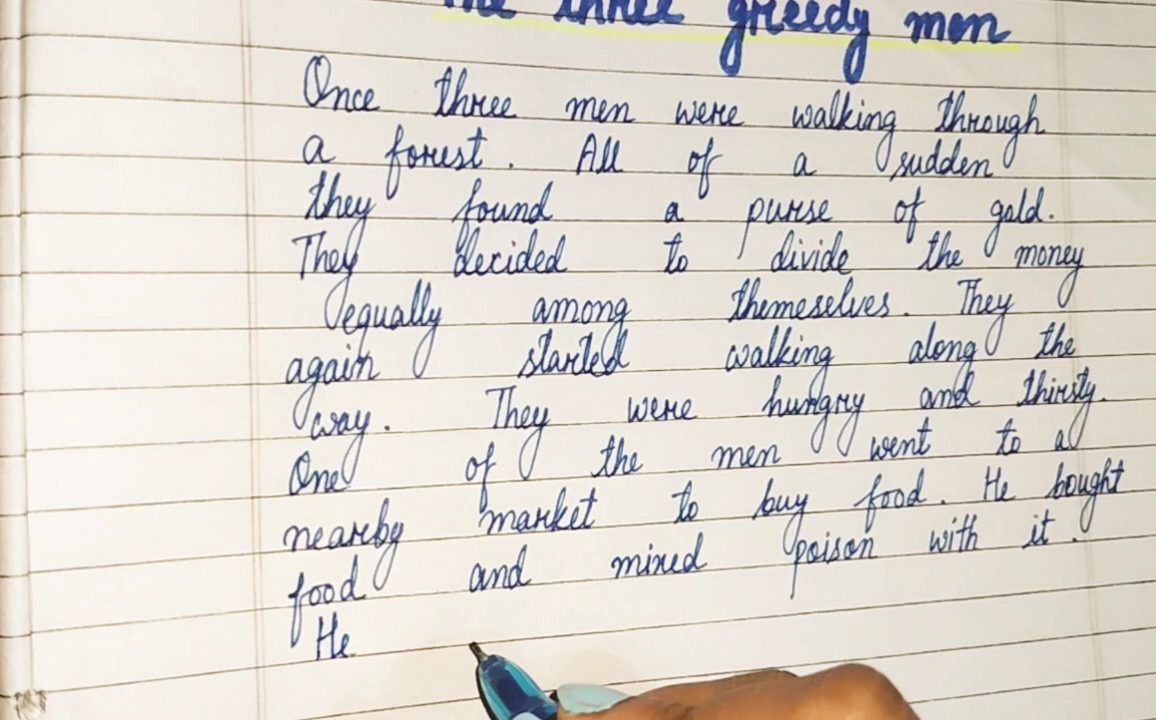 The three greedy men
Once three men were walking through
a forest. All of a sudden
they found a purse of gold.
They decided to divide the money
equally among themeselves. They
again started walking along the
way. They were hungry and thirsty.
One of the men went to a
nearby market to buy food. He bought
food and mixed poison with it.
He